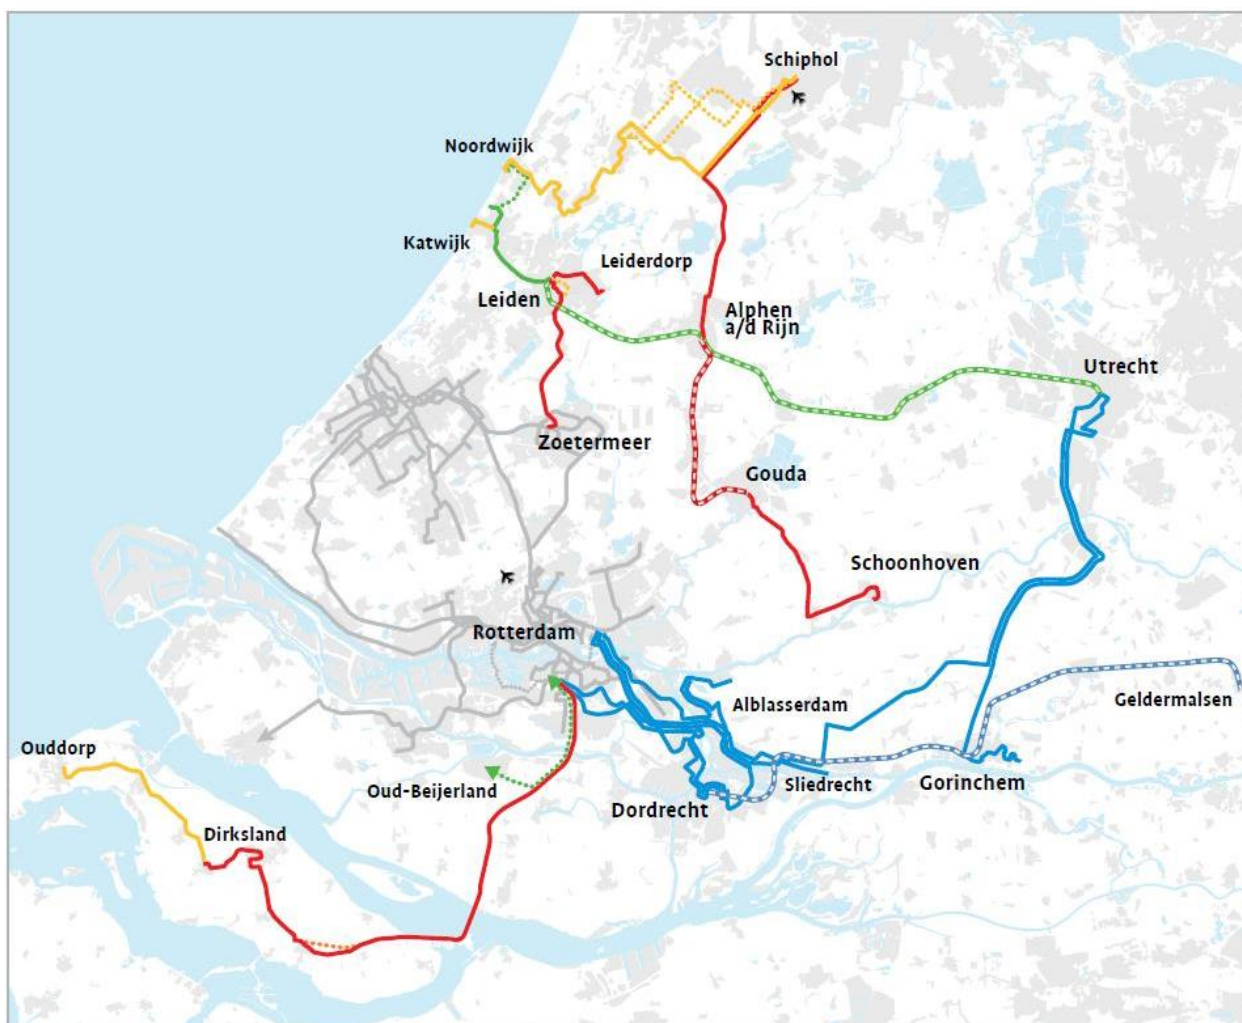 Schiphol
Noordwijk
Katwijk
Leiderdorp
Leiden
Alphen
a/d Rijn
Utrecht
Zoetermeer
Gouda
Schoonhoven
Rotterdam
Alblasserdam
Geldermalsen
Ouddorp
Oud-Beijerland
Sliedrecht
Gorinchem
Dordrecht
Dirksland